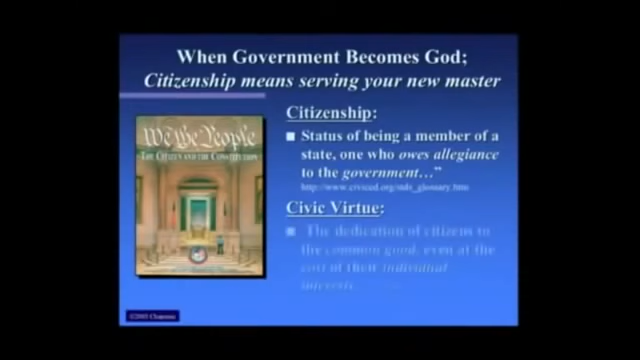 When Government Becomes God;
Citizenship means serving your new master
Citizenship:
■ Status of being a member of a
state, one who owes allegiance
to the government…”
http://www.civiced.org/stds_glossary.htm
Civic Virtue:
■ The dedication of citizens to
the common good, even at the
cost of their individual
interests
We the People
THE CITIZEN AND THE CONSTITUTION
©2005 Chapman